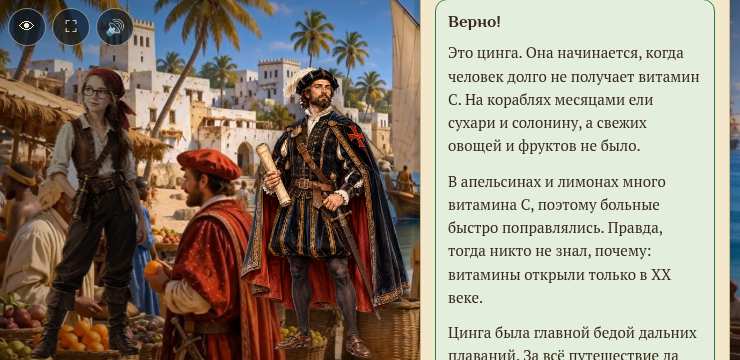 Верно!
Это цинга. Она начинается, когда
человек долго не получает витамин
С. На кораблях месяцами ели
сухари и солонину, а свежих
овощей и фруктов не было.
В апельсинах и лимонах много
витамина С, поэтому больные
быстро поправлялись. Правда,
тогда никто не знал, почему:
витамины открыли только в XX
веке.
Цинга была главной бедой дальних
плаваний. За всё путешествие да